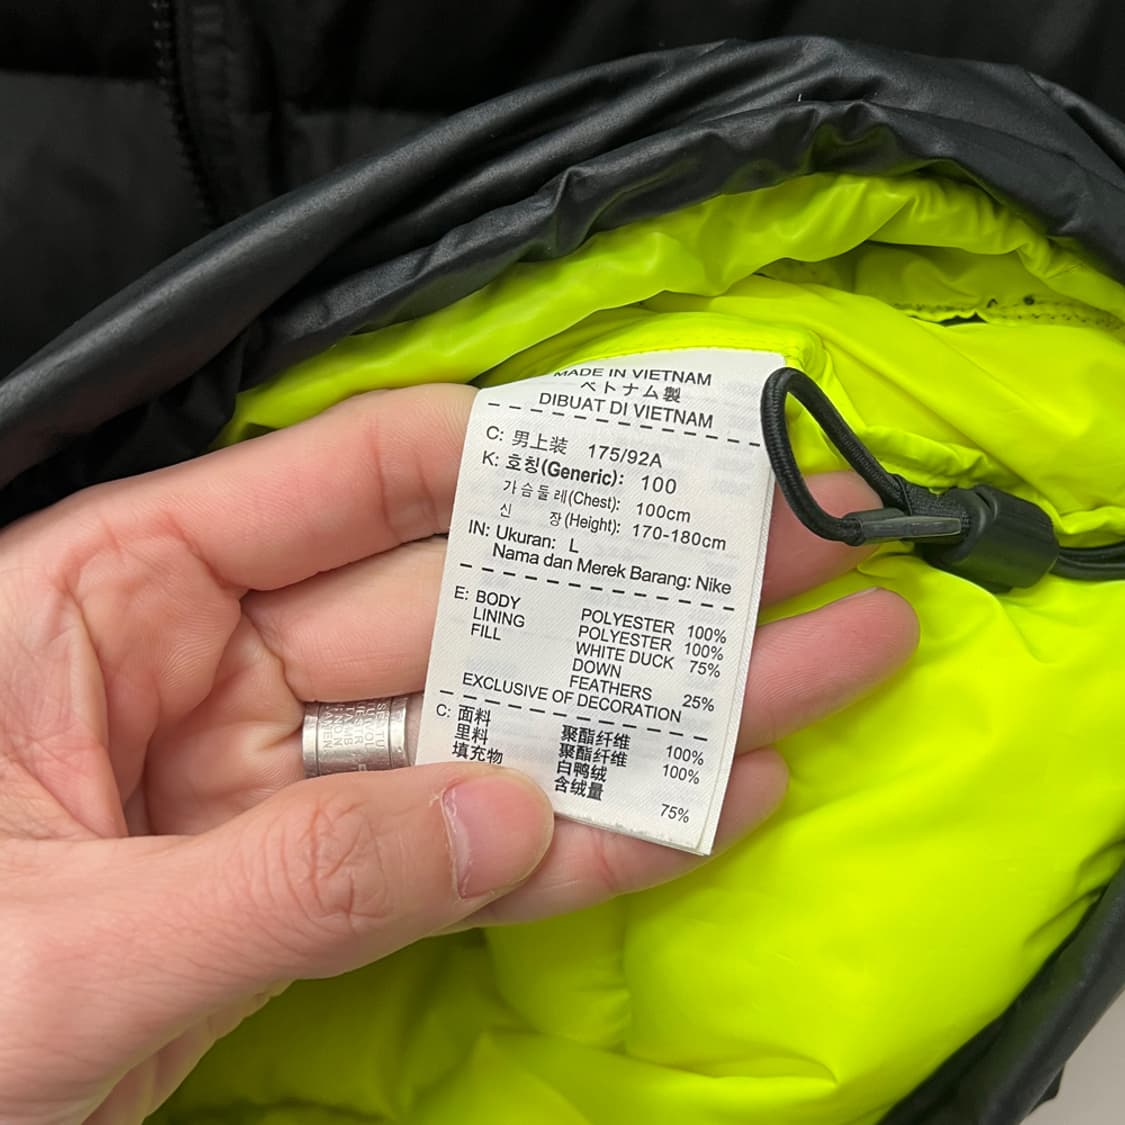 MADE IN VIETNAM
ベトナム製
DIBUAT DI VIETNAM
C: 男上装 175/92A
K: 호칭(Generic): 100
가슴둘레(Chest): 100cm
신 장(Height): 170-180cm
IN: Ukuran: L
Nama dan Merek Barang: Nike
E: BODY POLYESTER 100%
LINING POLYESTER 100%
FILL WHITE DUCK 75%
DOWN
FEATHERS 25%
EXCLUSIVE OF DECORATION
C: 面料 聚酯纤维 100%
里料 聚酯纤维 100%
填充物 白鸭绒
含绒量 75%